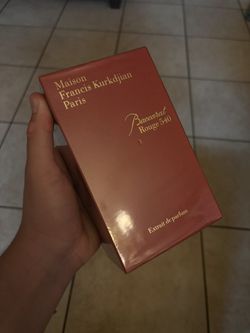 Maison
Francis Kurkdjian
Paris
Baccarat
Rouge 540
Extrait de parfum